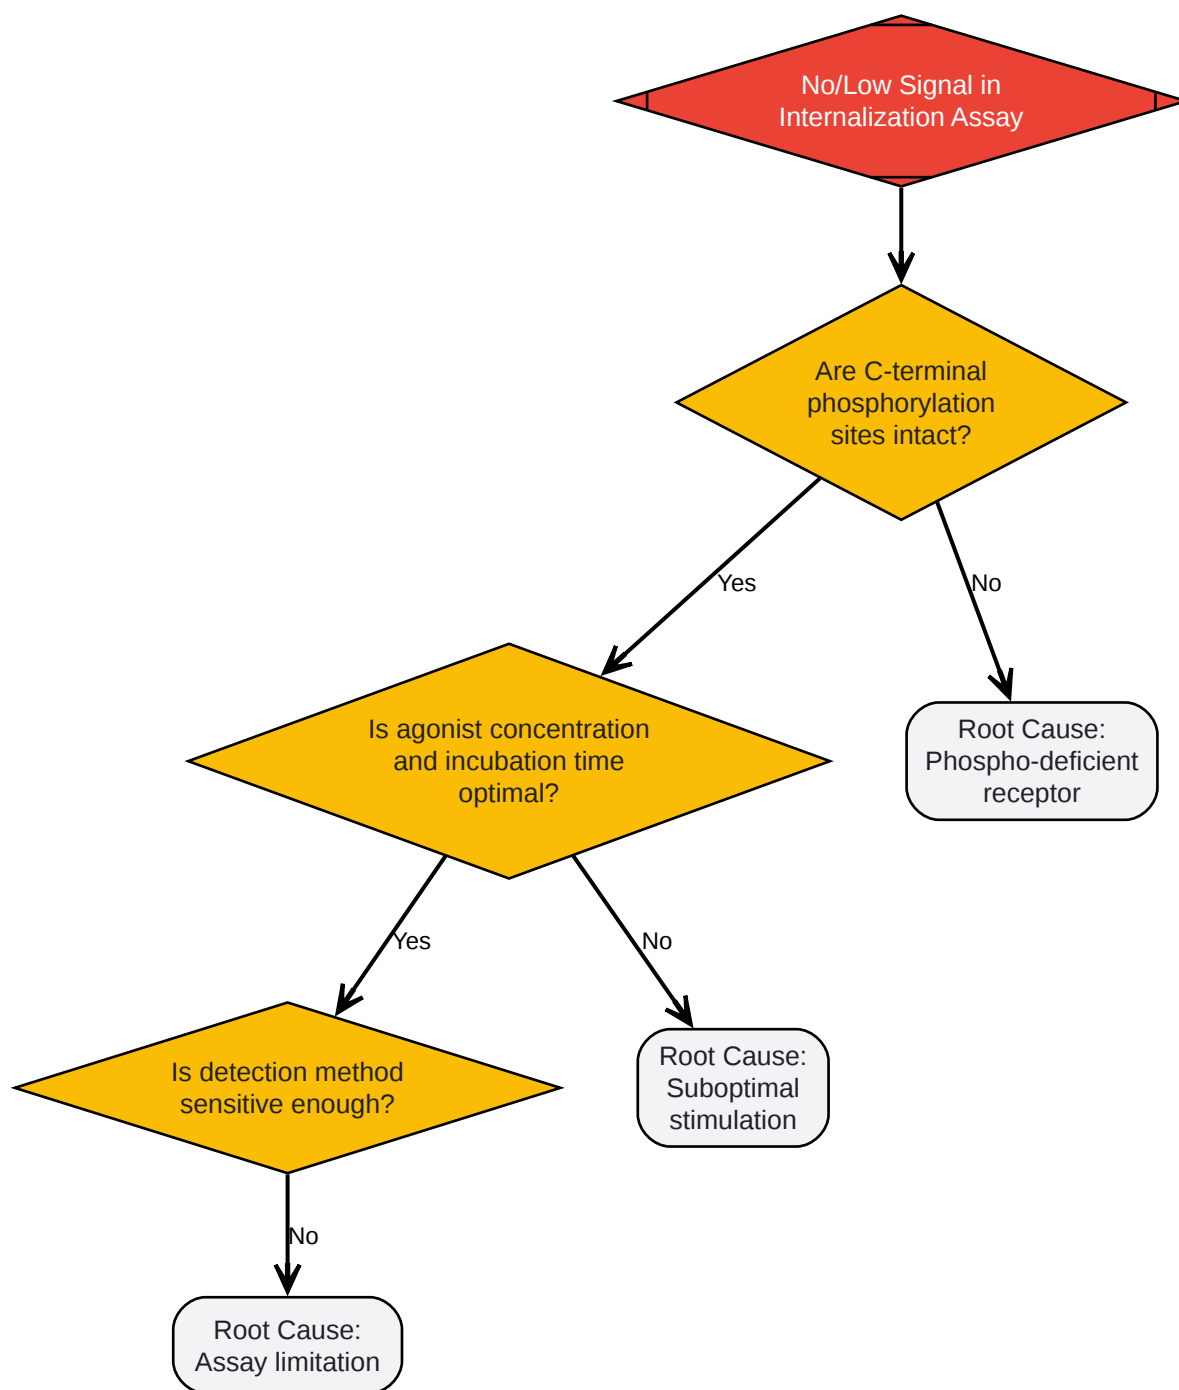 No/Low Signal in
Internalization Assay
Are C-terminal
phosphorylation
sites intact?
Yes
No
Is agonist concentration
and incubation time
optimal?
Root Cause:
Phospho-deficient
receptor
Yes
No
Is detection method
sensitive enough?
Root Cause:
Suboptimal
stimulation
No
Root Cause:
Assay limitation